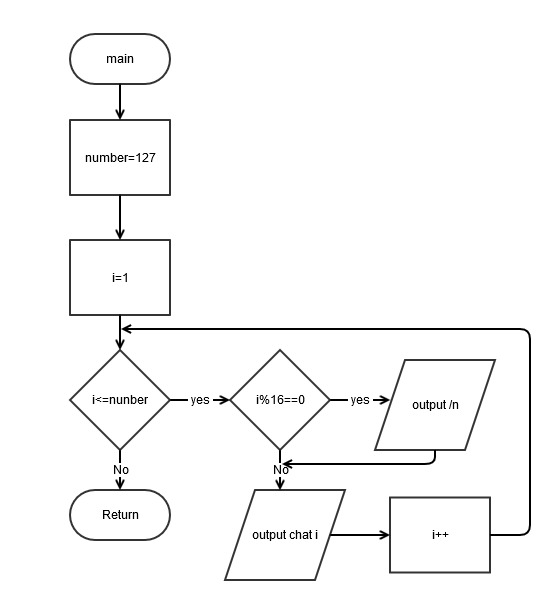 main
number=127
i=1
i<=nunber
yes
i%16==0
yes
output /n
No
No
Return
output chat i
i++